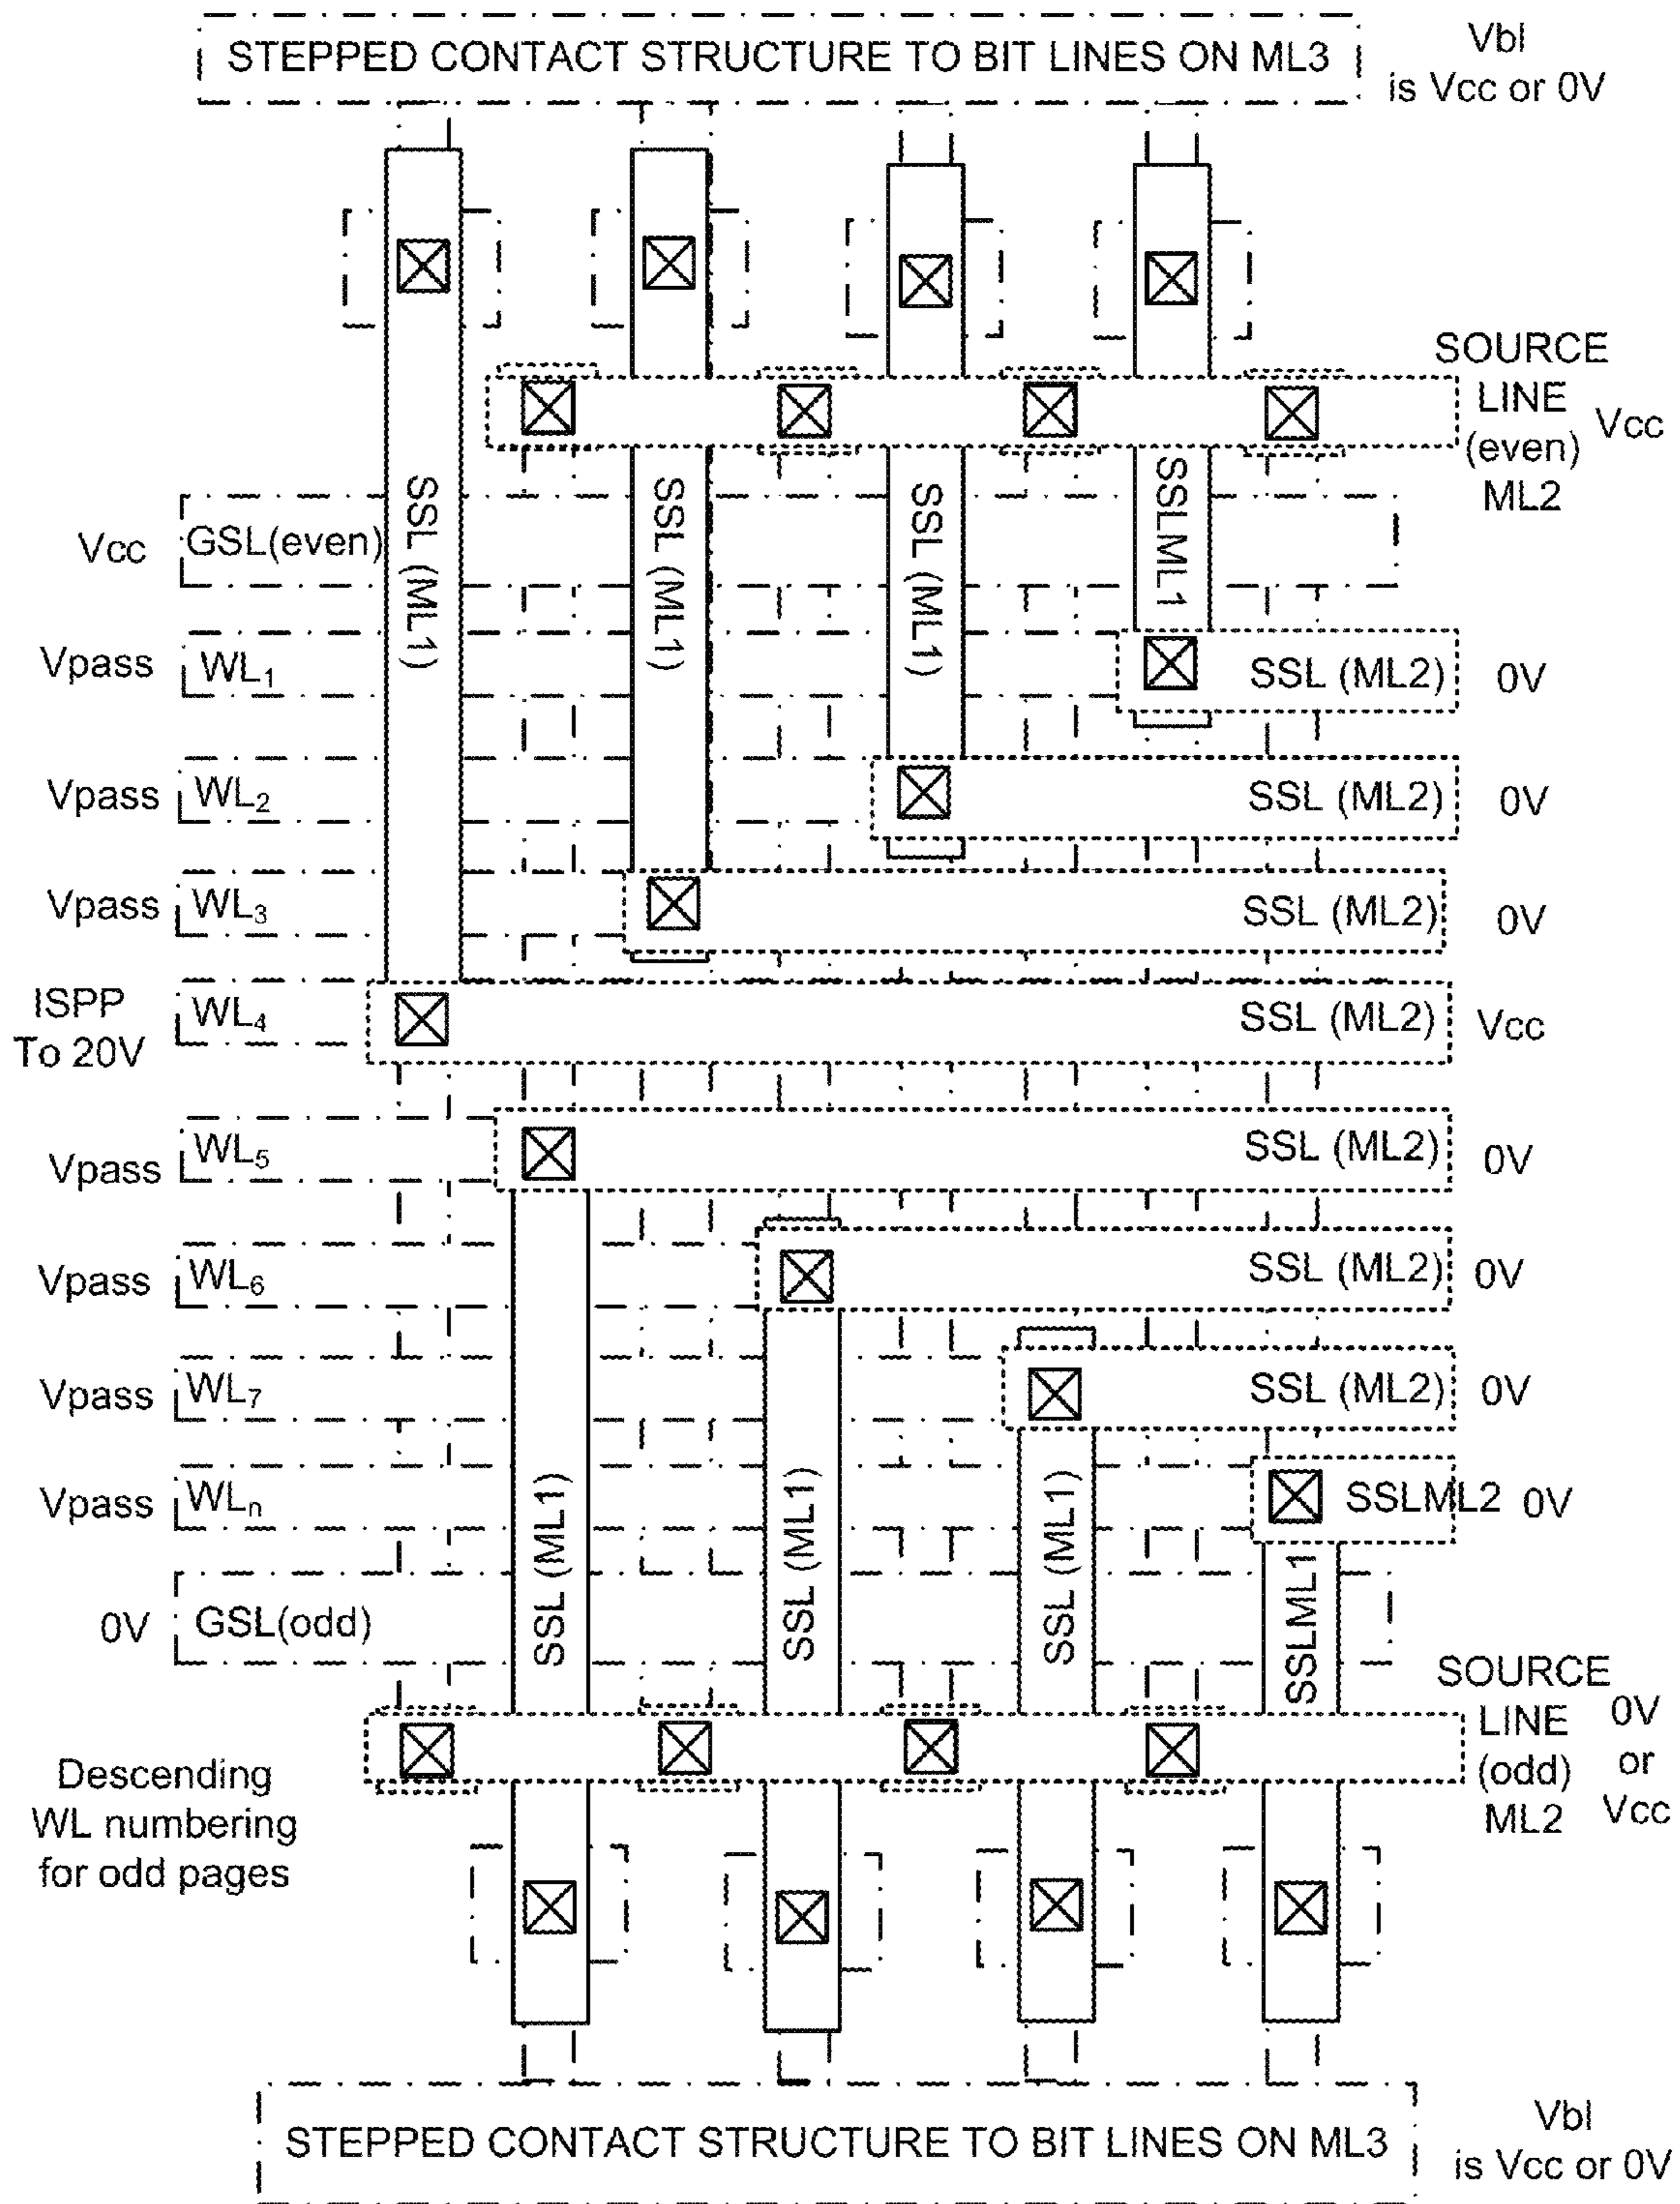 STEPPED CONTACT STRUCTURE TO BIT LINES ON ML3
Vbl
is Vcc or 0V
SOURCE
LINE
(even)
ML2
Vcc
SSL (ML1)
SSL (ML1)
SSL (ML1)
SSLML1
Vcc
GSL(even)
Vpass
WL1
SSL (ML2)
0V
Vpass
WL2
SSL (ML2)
0V
Vpass
WL3
SSL (ML2)
0V
ISPP
To 20V
WL4
SSL (ML2)
Vcc
Vpass
WL5
SSL (ML2)
0V
Vpass
WL6
SSL (ML2)
0V
Vpass
WL7
SSL (ML2)
0V
Vpass
WLn
SSLML2
0V
SSL (ML1)
SSL (ML1)
SSL (ML1)
SSLML1
0V
GSL(odd)
SOURCE
LINE
(odd)
ML2
0V
or
Vcc
Descending
WL numbering
for odd pages
STEPPED CONTACT STRUCTURE TO BIT LINES ON ML3
Vbl
is Vcc or 0V